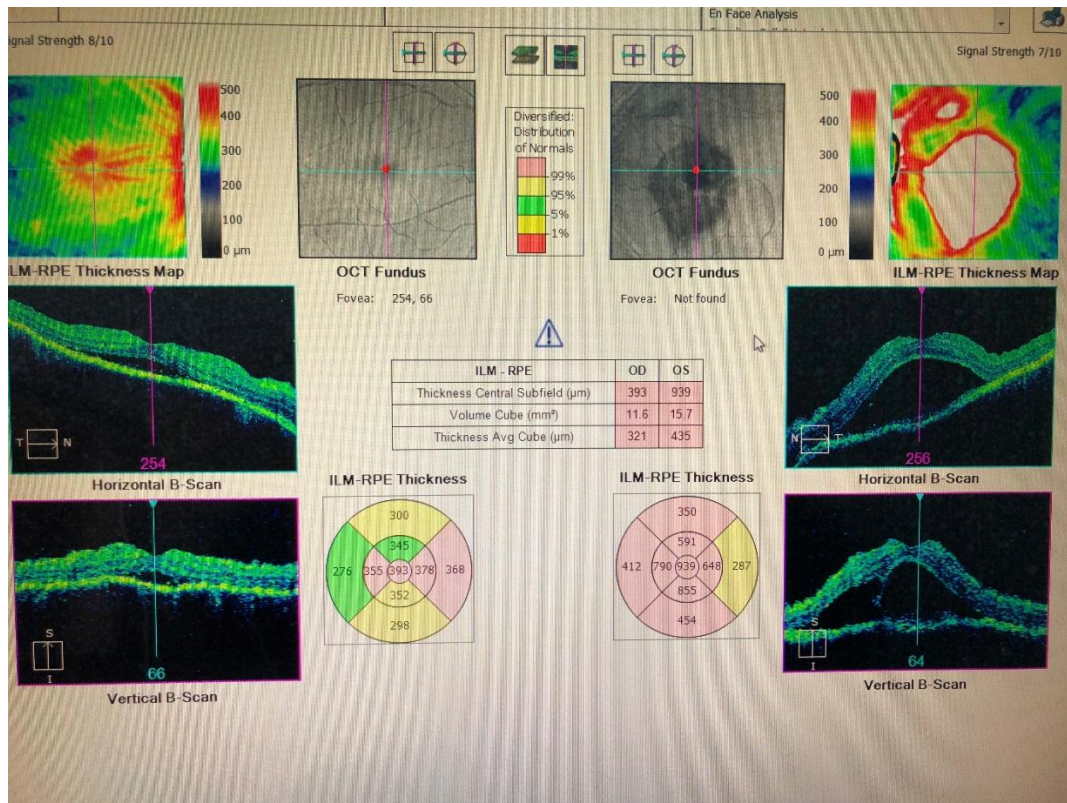 En Face Analysis
ignal Strength 8/10
Signal Strength 7/10
500
400
300
200
100
0 µm
Diversified:
Distribution
of Normals
99%
95%
5%
1%
500
400
300
200
100
0 µm
LM-RPE Thickness Map
OCT Fundus
OCT Fundus
ILM-RPE Thickness Map
Fovea: 254, 66
Fovea: Not found
ILM - RPE OD OS
Thickness Central Subfield (µm) 393 939
Volume Cube (mm³) 11.6 15.7
Thickness Avg Cube (µm) 321 435
T N
254
Horizontal B-Scan
N T
256
Horizontal B-Scan
ILM-RPE Thickness
300
345
276 355 393 378 368
352
298
ILM-RPE Thickness
350
591
412 790 939 648 287
855
454
S
I
66
Vertical B-Scan
S
I
64
Vertical B-Scan